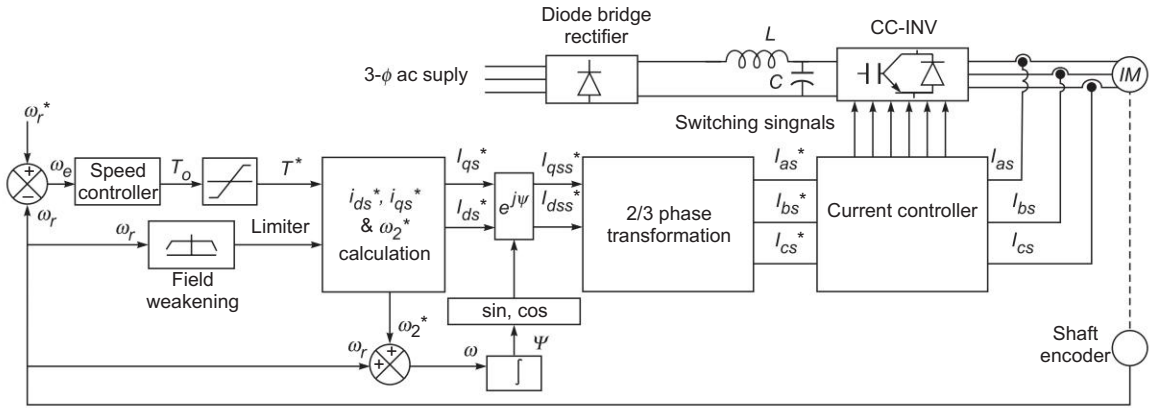 Diode bridge
rectifier
L
CC-INV
3-ϕ ac suply
C
IM
ωr*
Switching singnals
ωe
Speed
controller
To
T*
Iqs*
Iqss*
Ias*
Ias
+
−
ids*, iqs*
& ω2*
calculation
ejψ
2/3 phase
transformation
Current controller
Ids*
Idss*
Ibs*
Ibs
ωr
ωr
Limiter
Ics*
Ics
Field
weakening
sin, cos
ω2*
Ψ
Shaft
encoder
ωr
+
+
ω
∫